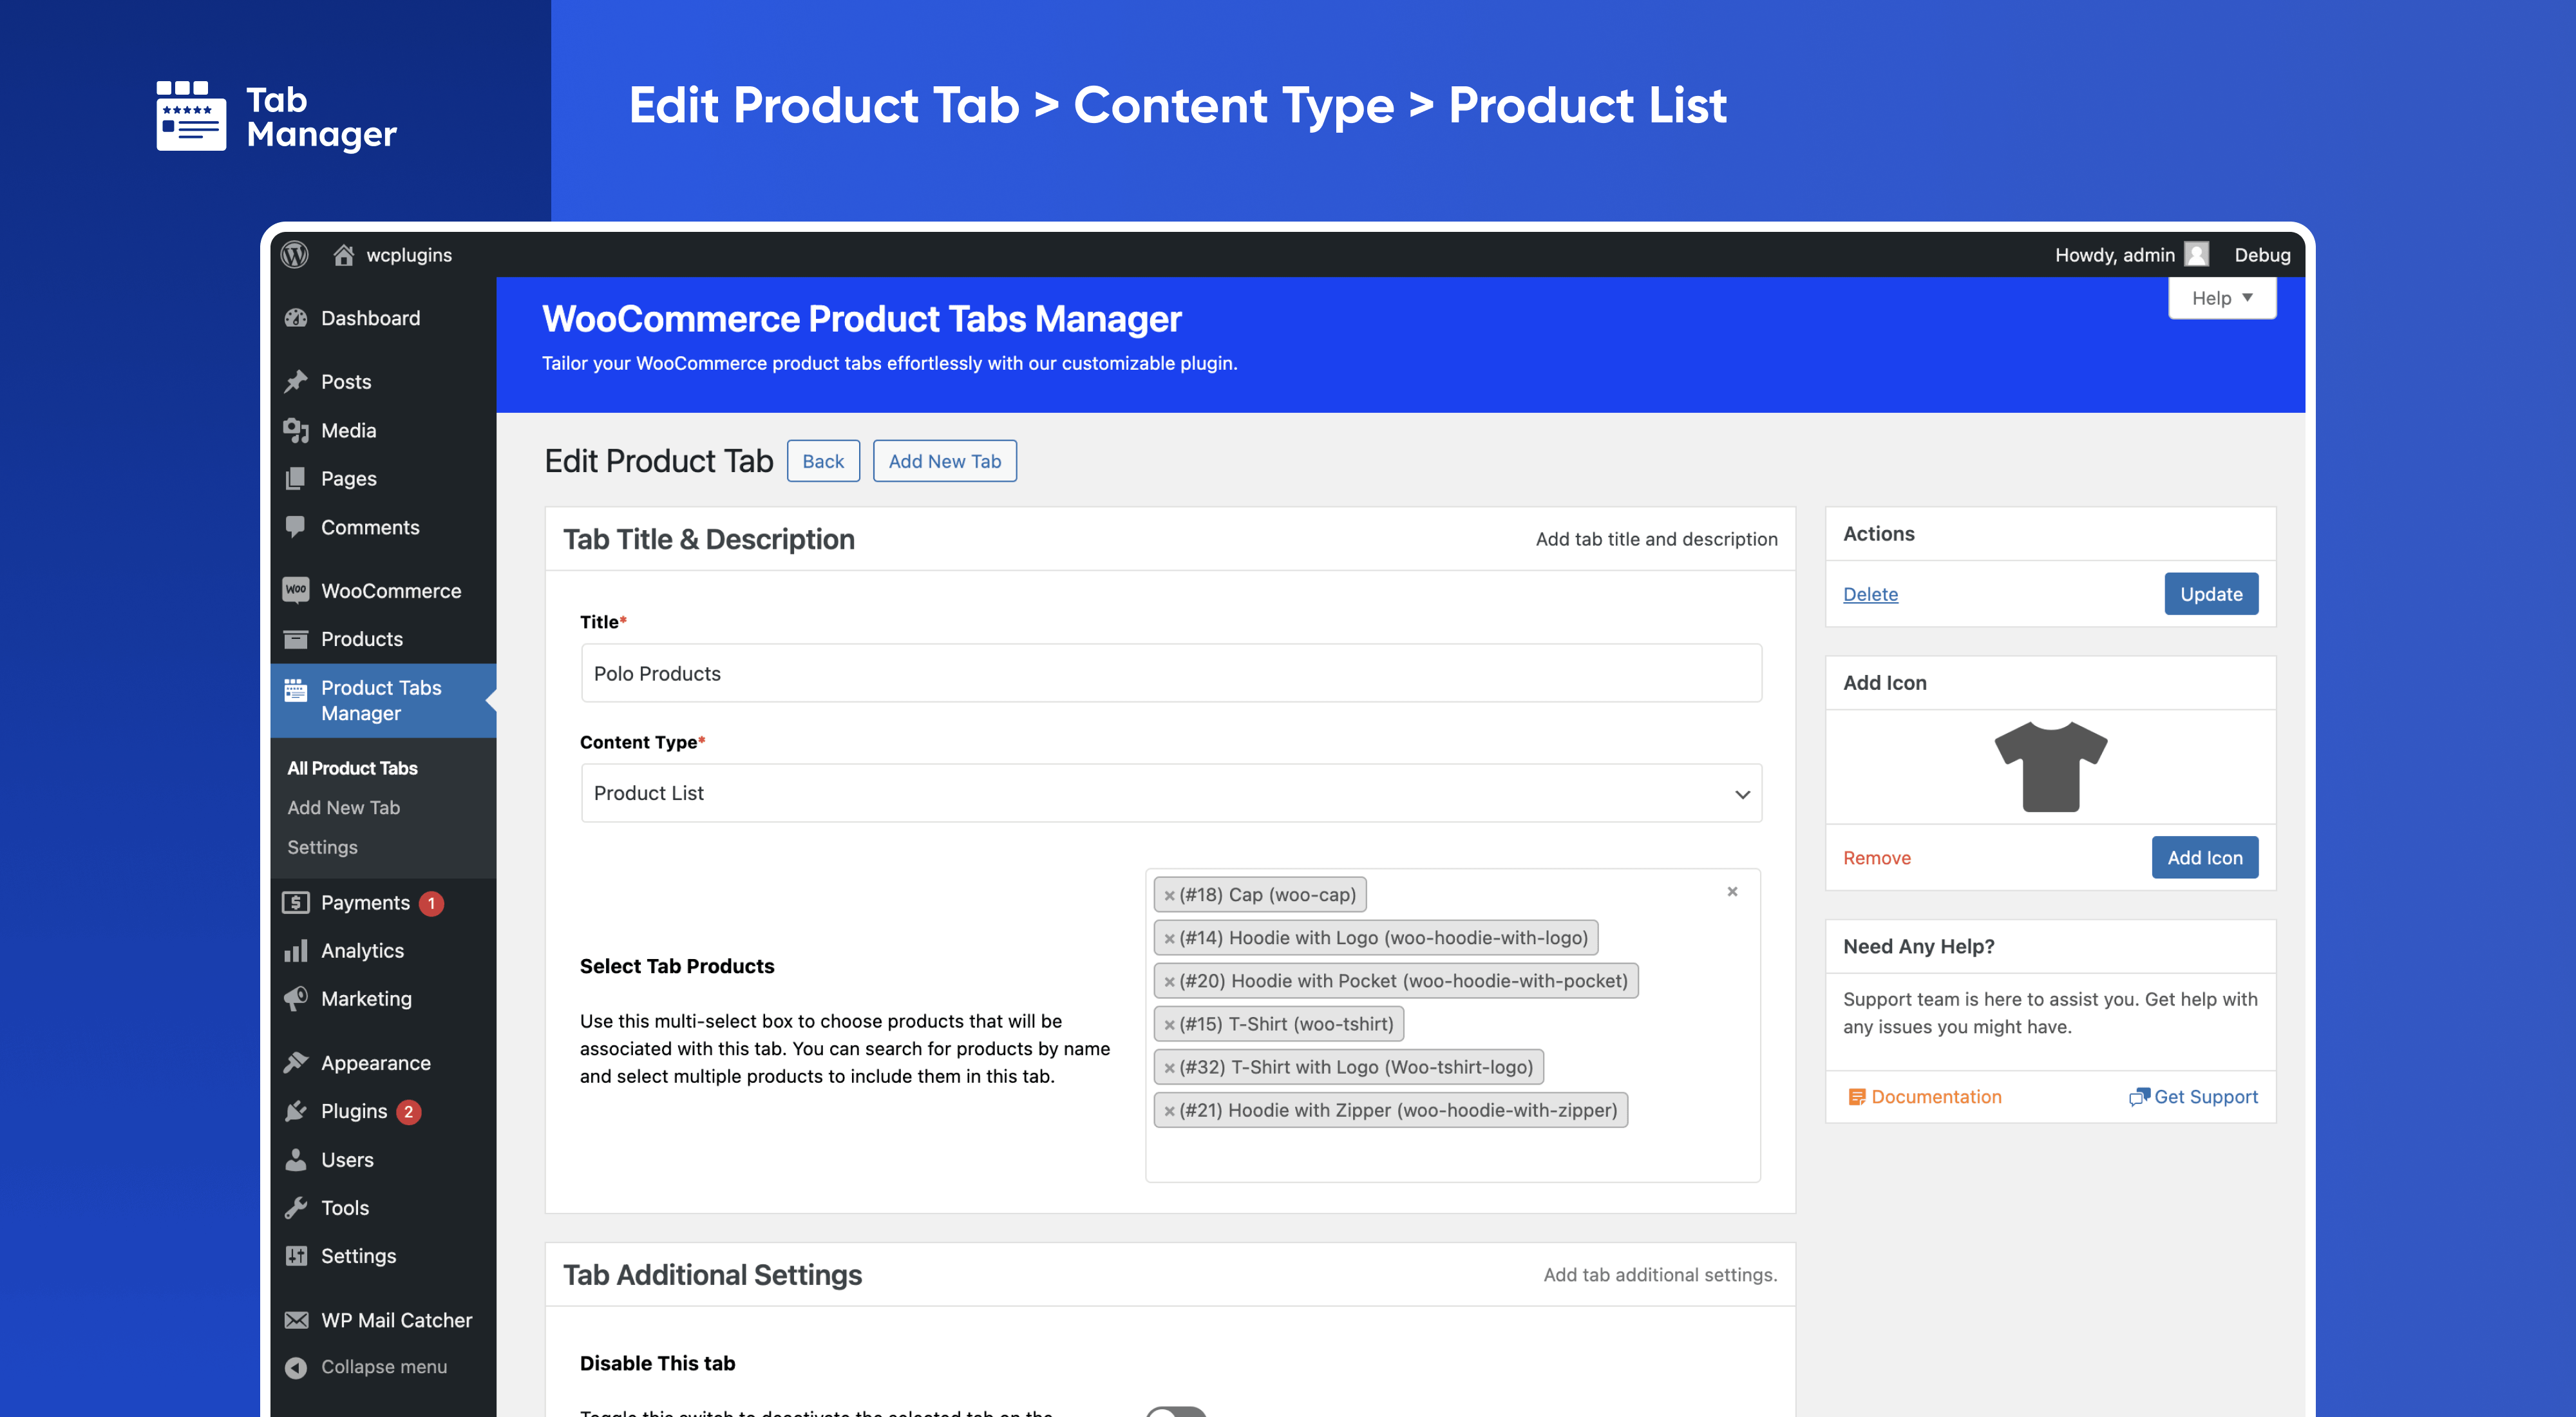 Tab
Manager
Edit Product Tab > Content Type > Product List
wcplugins
Howdy, admin
Debug
Help
Dashboard
Posts
Media
Pages
Comments
WooCommerce
Products
Product Tabs
Manager
All Product Tabs
Add New Tab
Settings
Payments 1
Analytics
Marketing
Appearance
Plugins 2
Users
Tools
Settings
WP Mail Catcher
Collapse menu
WooCommerce Product Tabs Manager
Tailor your WooCommerce product tabs effortlessly with our customizable plugin.
Edit Product Tab
Back
Add New Tab
Tab Title & Description
Add tab title and description
Title*
Polo Products
Content Type*
Product List
Select Tab Products
Use this multi-select box to choose products that will be
associated with this tab. You can search for products by name
and select multiple products to include them in this tab.
×(#18) Cap (woo-cap)
×
×(#14) Hoodie with Logo (woo-hoodie-with-logo)
×(#20) Hoodie with Pocket (woo-hoodie-with-pocket)
×(#15) T-Shirt (woo-tshirt)
×(#32) T-Shirt with Logo (Woo-tshirt-logo)
×(#21) Hoodie with Zipper (woo-hoodie-with-zipper)
Tab Additional Settings
Add tab additional settings.
Disable This tab
Toggle this switch to deactivate the selected tab on the
Actions
Delete
Update
Add Icon
Remove
Add Icon
Need Any Help?
Support team is here to assist you. Get help with
any issues you might have.
Documentation
Get Support